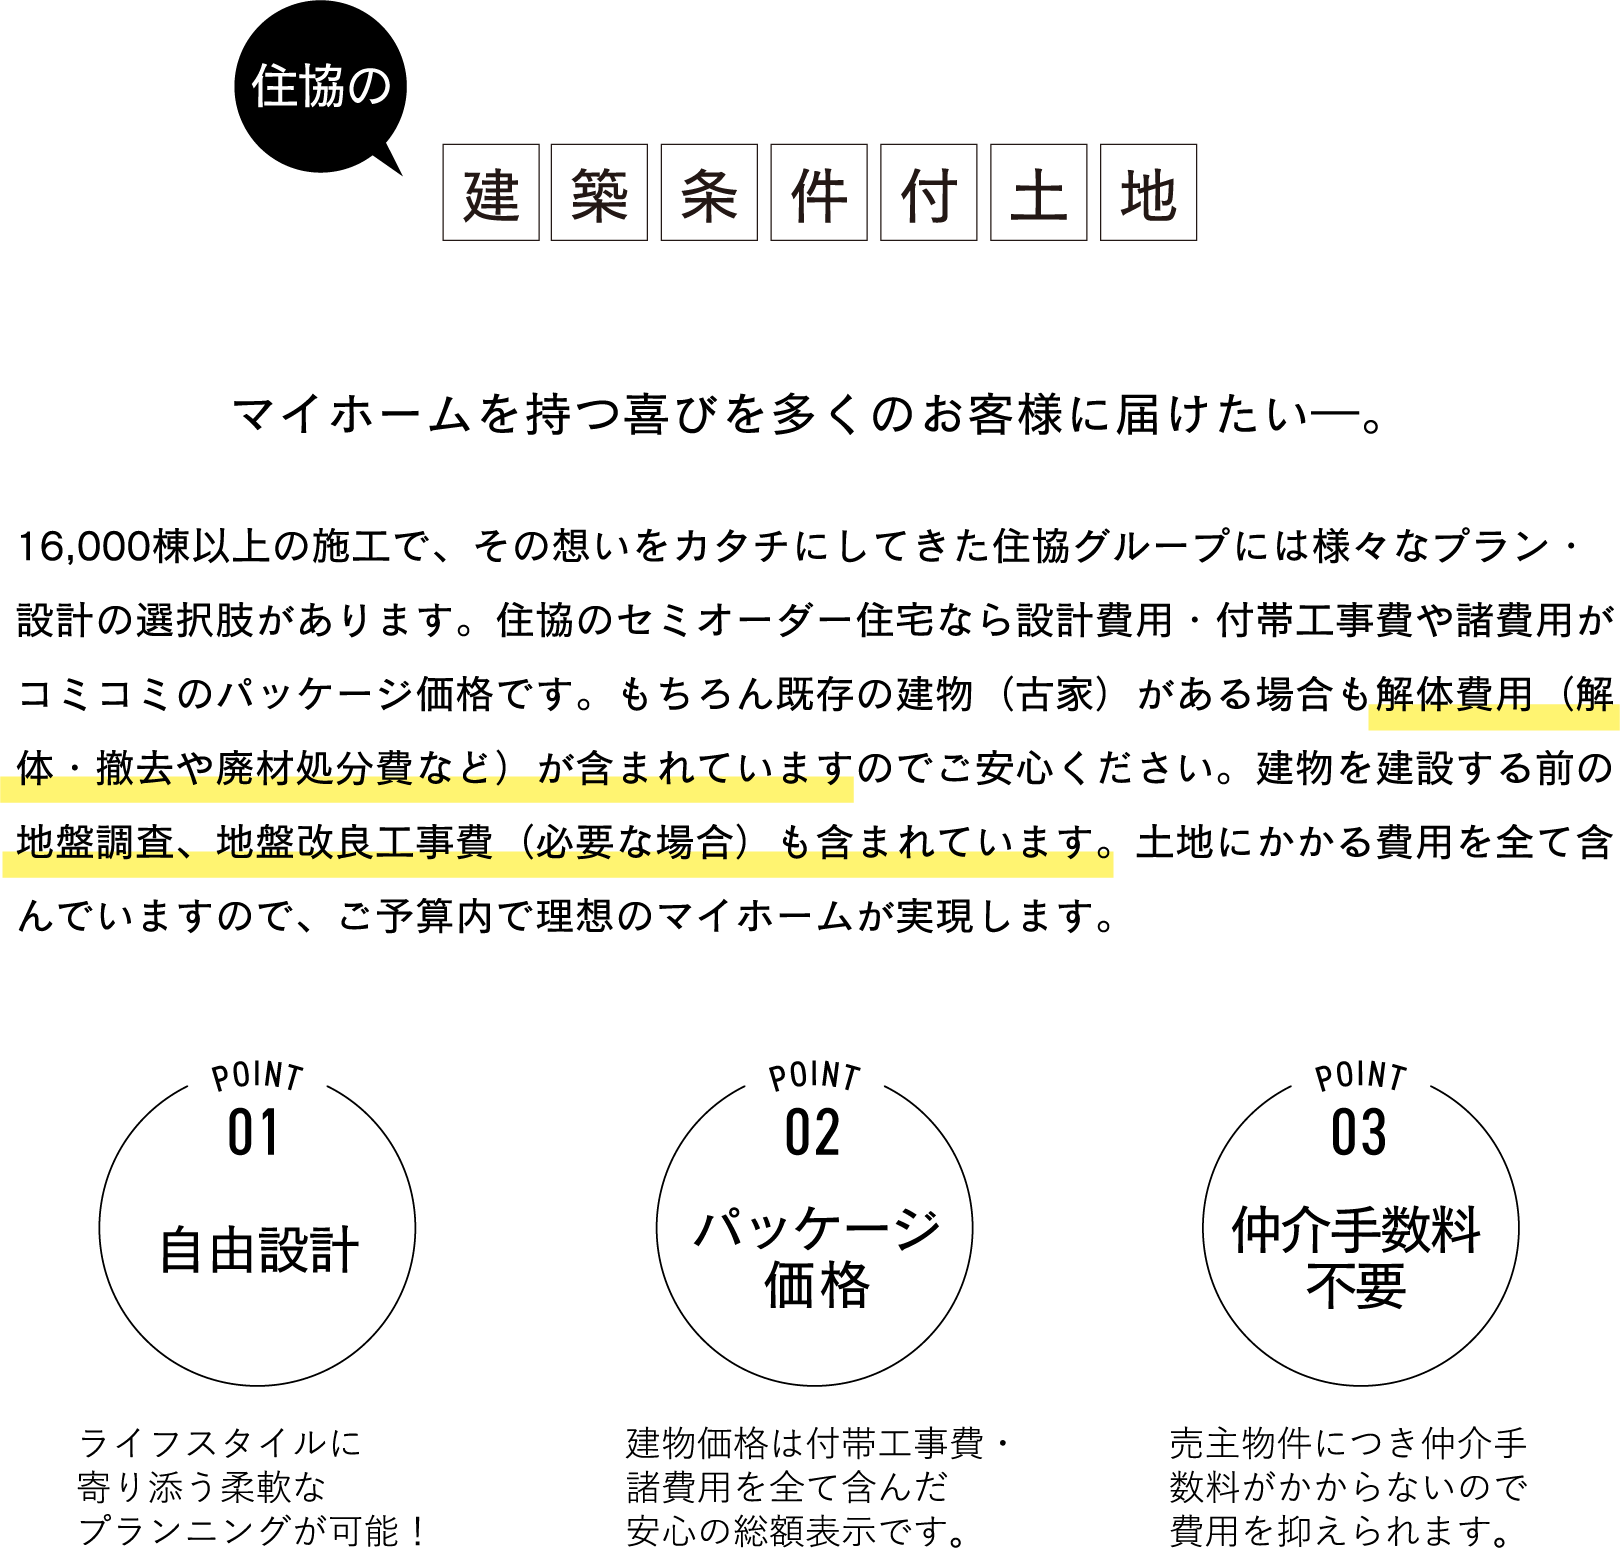 住協の
建築条件付土地
マイホームを持つ喜びを多くのお客様に届けたい―。
16,000棟以上の施工で、その想いをカタチにしてきた住協グループには様々なプラン・
設計の選択肢があります。住協のセミオーダー住宅なら設計費用・付帯工事費や諸費用が
コミコミのパッケージ価格です。もちろん既存の建物（古家）がある場合も解体費用（解
体・撤去や廃材処分費など）が含まれていますのでご安心ください。建物を建設する前の
地盤調査、地盤改良工事費（必要な場合）も含まれています。土地にかかる費用を全て含
んでいますので、ご予算内で理想のマイホームが実現します。
POINT
01
自由設計
ライフスタイルに
寄り添う柔軟な
プランニングが可能！
POINT
02
パッケージ
価格
建物価格は付帯工事費・
諸費用を全て含んだ
安心の総額表示です。
POINT
03
仲介手数料
不要
売主物件につき仲介手
数料がかからないので
費用を抑えられます。